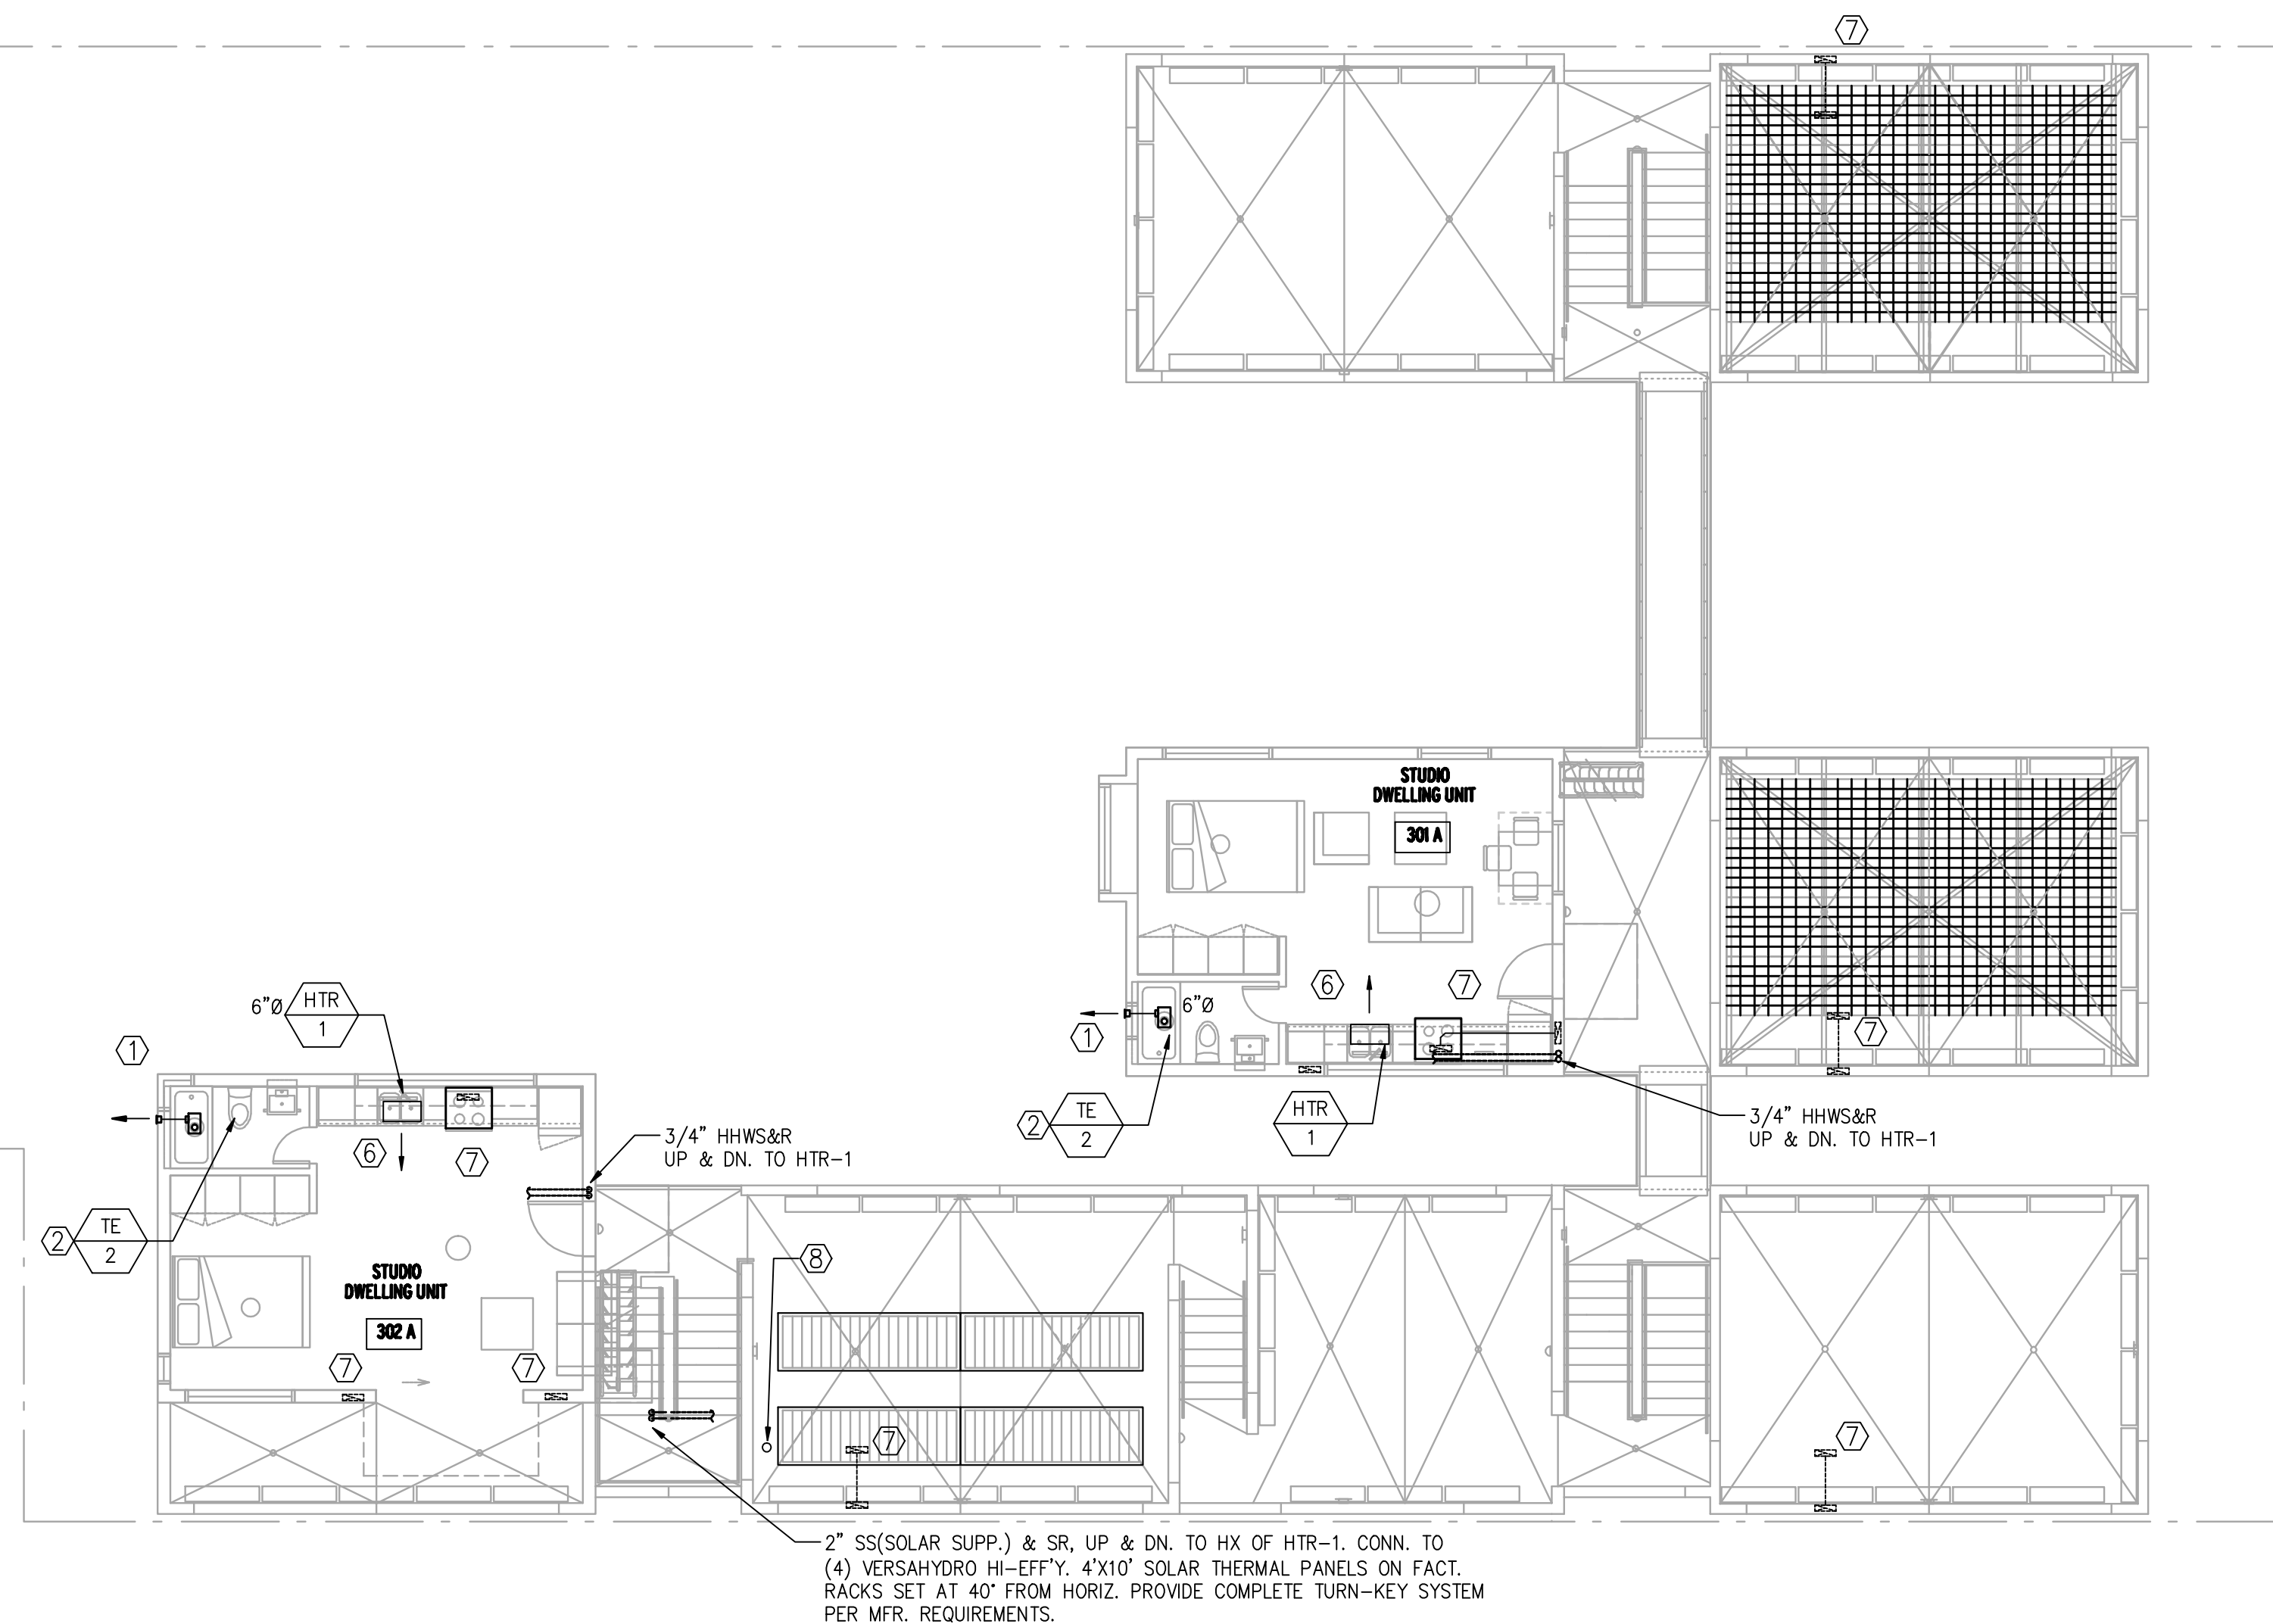 7
STUDIO
DWELLING UNIT
301 A
6
7
6"Ø
1
7
HTR
1
6"Ø
1
TE
2
2
HTR
1
3/4" HHWS&R
UP & DN. TO HTR-1
6
7
3/4" HHWS&R
UP & DN. TO HTR-1
TE
2
2
STUDIO
DWELLING UNIT
302 A
8
7
7
7
7
2" SS(SOLAR SUPP.) & SR, UP & DN. TO HX OF HTR-1. CONN. TO
(4) VERSAHYDRO HI-EFF'Y. 4'X10' SOLAR THERMAL PANELS ON FACT.
RACKS SET AT 40° FROM HORIZ. PROVIDE COMPLETE TURN-KEY SYSTEM
PER MFR. REQUIREMENTS.